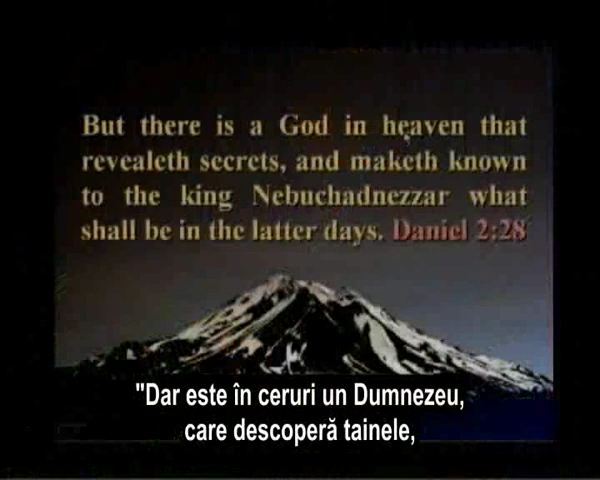 But there is a God in heaven that
revealeth secrets, and maketh known
to the king Nebuchadnezzar what
shall be in the latter days. Daniel 2:28
"Dar este în ceruri un Dumnezeu,
care descoperă tainele,